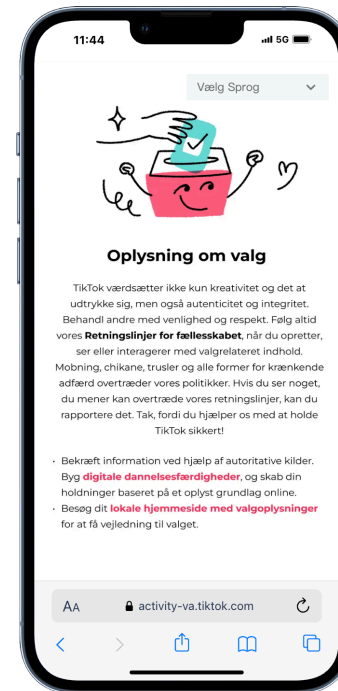 11:44
5G
Vælg Sprog
Oplysning om valg
TikTok værdsætter ikke kun kreativitet og det at
udtrykke sig, men også autenticitet og integritet.
Behandl andre med venlighed og respekt. Følg altid
vores Retningslinjer for fællesskabet, når du opretter,
ser eller interagerer med valgrelateret indhold.
Mobning, chikane, trusler og alle former for krænkende
adfærd overtræder vores politikker. Hvis du ser noget,
du mener kan overtræde vores retningslinjer, kan du
rapportere det. Tak, fordi du hjælper os med at holde
TikTok sikkert!
• Bekræft information ved hjælp af autoritative kilder.
Byg digitale dannelsesfærdigheder, og skab din
holdninger baseret på et oplyst grundlag online.
• Besøg dit lokale hjemmeside med valgoplysninger
for at få vejledning til valget.
AA activity-va.tiktok.com